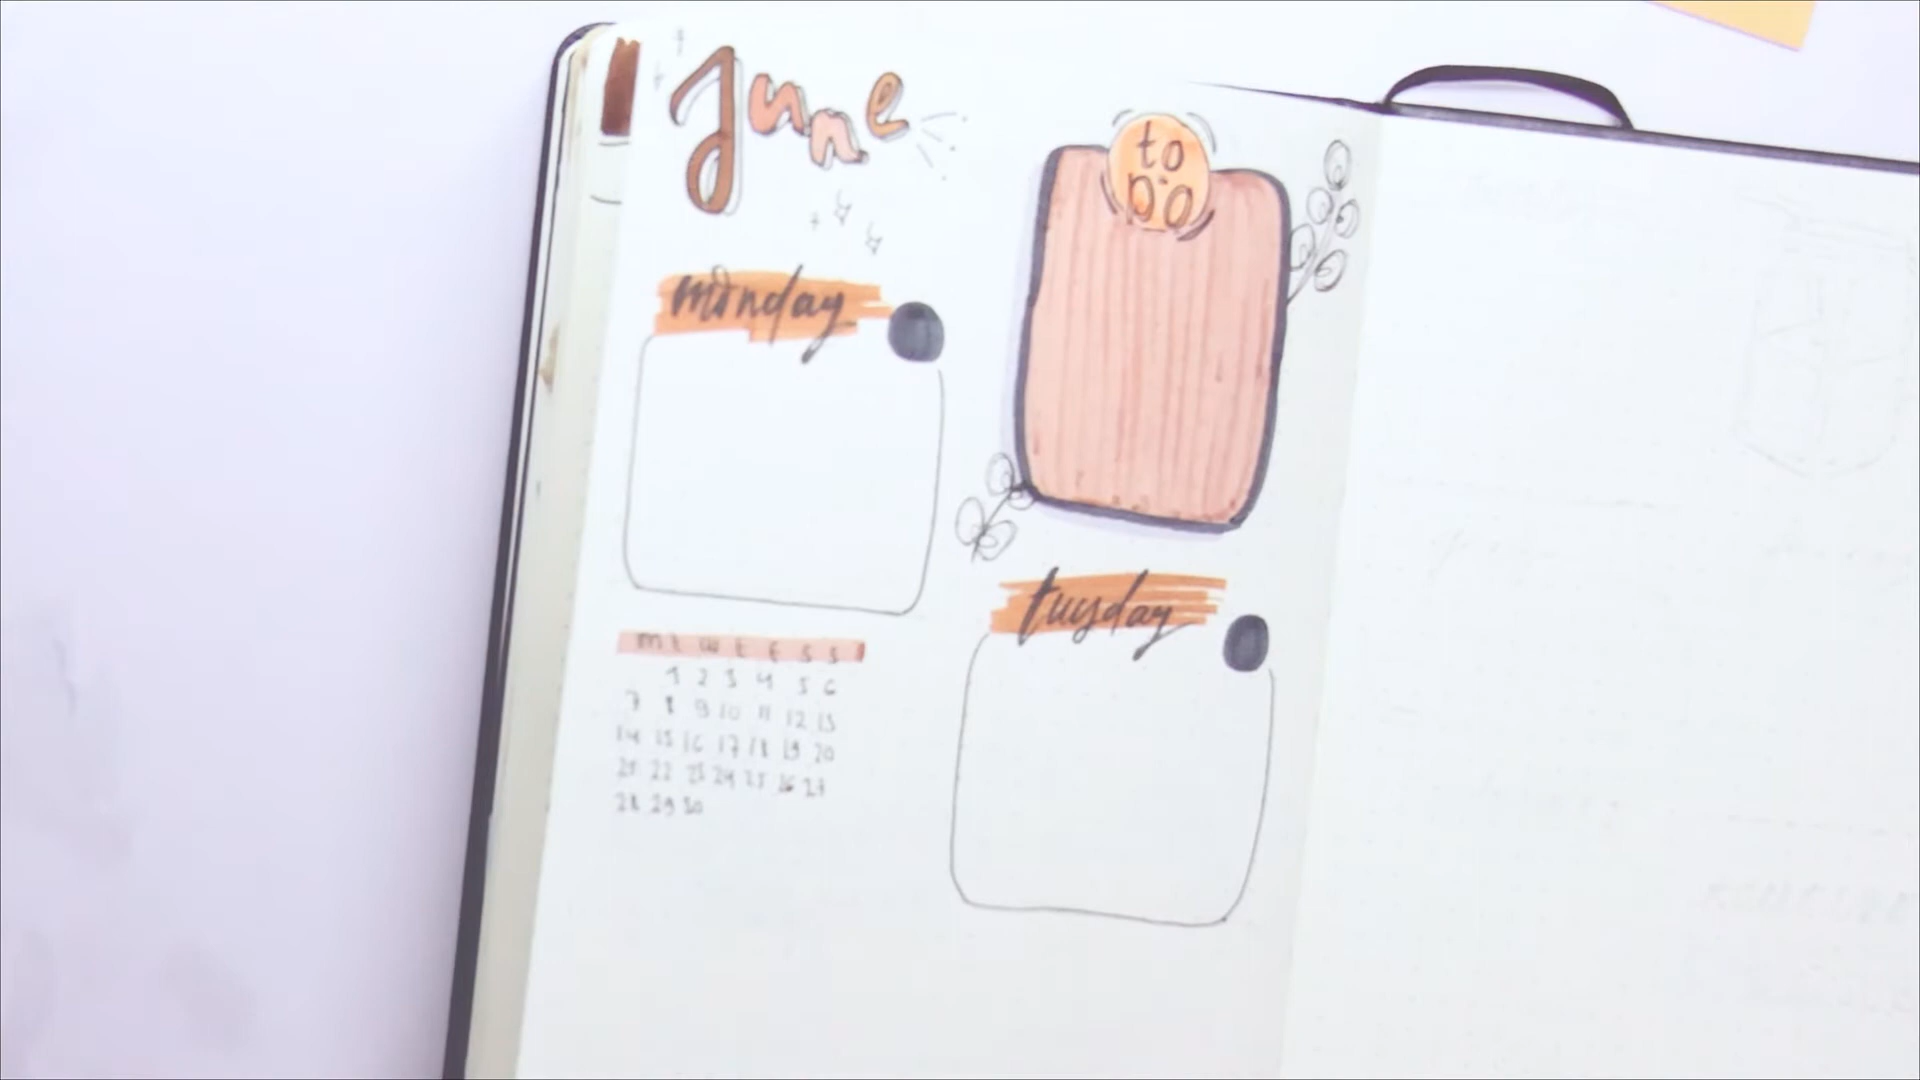 June
to
Do
monday
m t w t f s s
1 2 3 4 5 6
7 8 9 10 11 12 13
14 15 16 17 18 19 20
21 22 23 24 25 26 27
28 29 30
tuesday